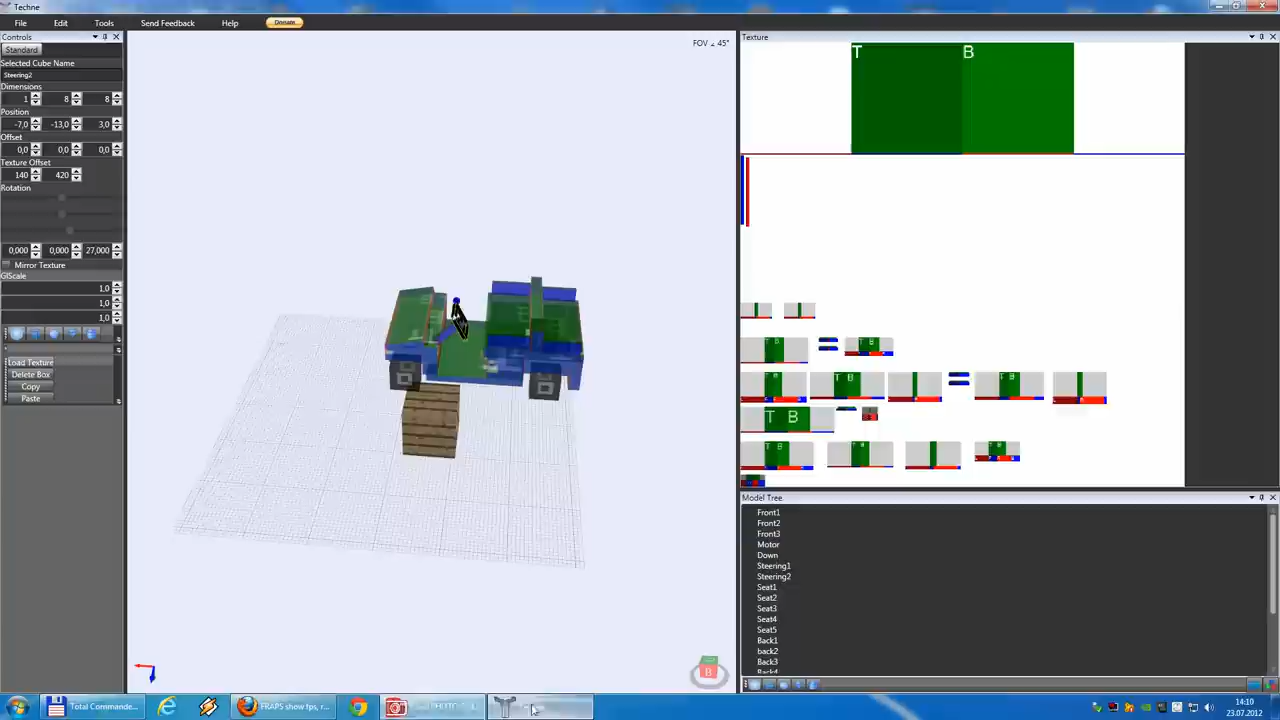 Techne
File Edit Tools Send Feedback Help Donate
Controls
Standard
Selected Cube Name
Steering2
Dimensions
1 8 8
Position
-7,0 -13,0 3,0
Offset
0,0 0,0 0,0
Texture Offset
140 420
Rotation
0,000 0,000 27,000
Mirror Texture
GlScale
1,0
1,0
1,0
Load Texture
Delete Box
Copy
Paste
FOV ∠ 45°
B
Texture
T B
T B
T B
T B
Model Tree
Front1
Front2
Front3
Motor
Down
Steering1
Steering2
Seat1
Seat2
Seat3
Seat4
Seat5
Back1
back2
Back3
Back4
Total Commande...
FRAPS show fps, r...
14:10
23.07.2012